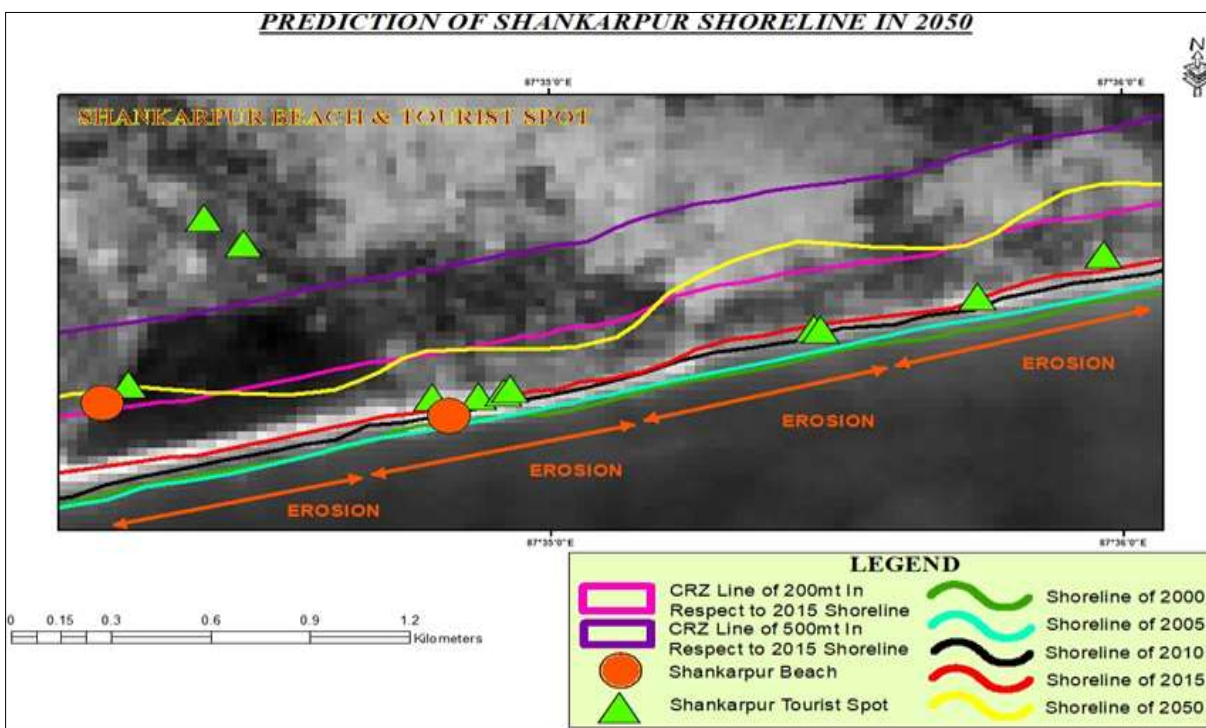 PREDICTION OF SHANKARPUR SHORELINE IN 2050
N
87°35'0"E
87°36'0"E
SHANKARPUR BEACH & TOURIST SPOT
EROSION
EROSION
EROSION
EROSION
87°35'0"E
87°36'0"E
LEGEND
CRZ Line of 200mt In
Respect to 2015 Shoreline
CRZ Line of 500mt In
Respect to 2015 Shoreline
Shankarpur Beach
Shankarpur Tourist Spot
Shoreline of 2000
Shoreline of 2005
Shoreline of 2010
Shoreline of 2015
Shoreline of 2050
0 0.15 0.3 0.6 0.9 1.2
Kilometers